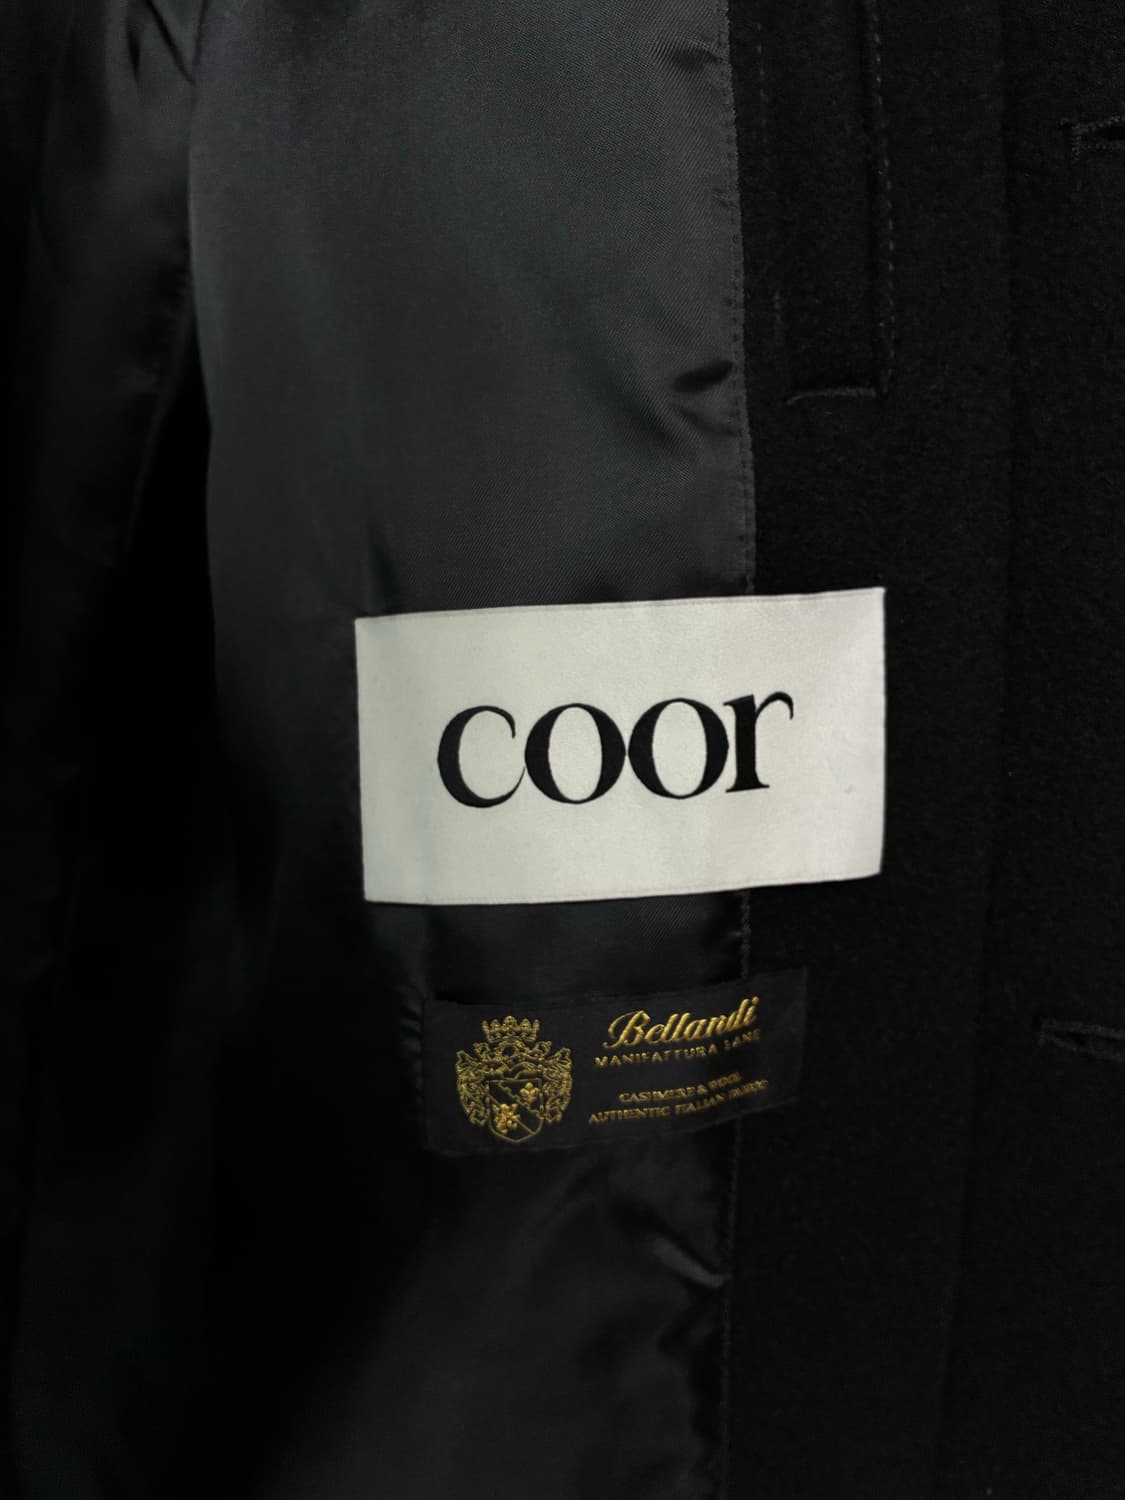 coor
Bellandi
MANIFATTURA LANE
CASHMERE & WOOL
AUTHENTIC ITALIAN FABRIC